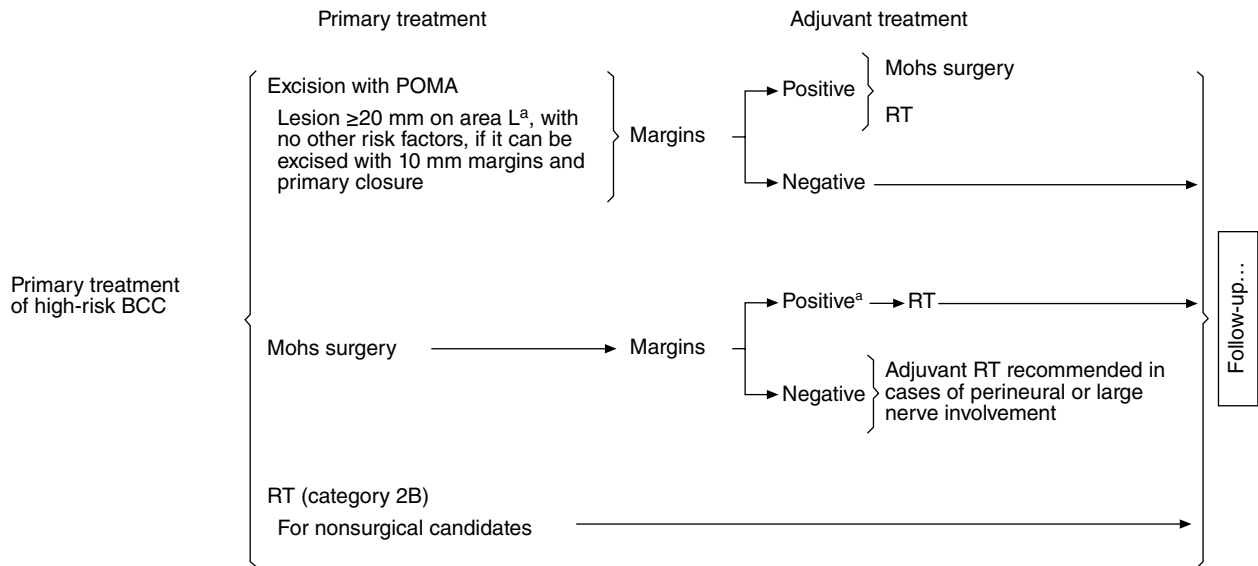 Primary treatment
Adjuvant treatment
Primary treatment
of high-risk BCC
Excision with POMA
Lesion ≥20 mm on area Lª, with
no other risk factors, if it can be
excised with 10 mm margins and
primary closure
Margins
Positive
Mohs surgery
RT
Negative
Mohs surgery
Margins
Positiveª
RT
Negative
Adjuvant RT recommended in
cases of perineural or large
nerve involvement
RT (category 2B)
For nonsurgical candidates
Follow-up...